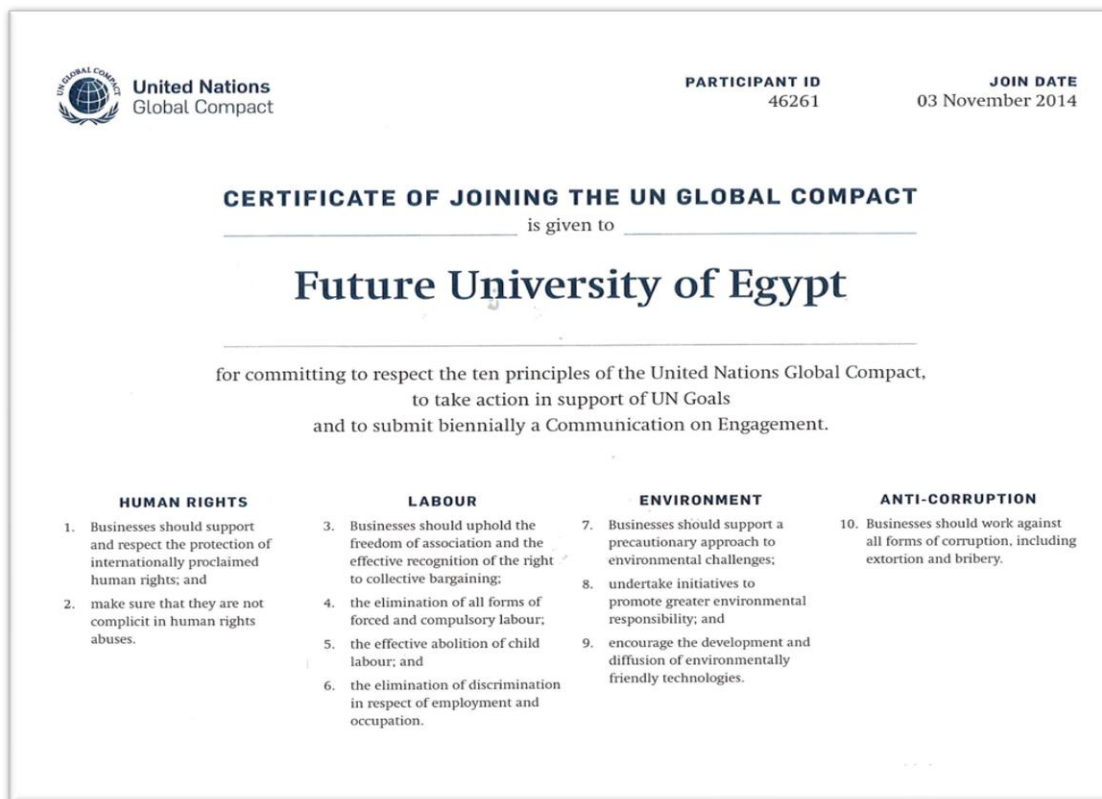 UN GLOBAL COMPACT
United Nations
Global Compact
PARTICIPANT ID
46261
JOIN DATE
03 November 2014
CERTIFICATE OF JOINING THE UN GLOBAL COMPACT
is given to
Future University of Egypt
for committing to respect the ten principles of the United Nations Global Compact,
to take action in support of UN Goals
and to submit biennially a Communication on Engagement.
HUMAN RIGHTS
1. Businesses should support
and respect the protection of
internationally proclaimed
human rights; and
2. make sure that they are not
complicit in human rights
abuses.
LABOUR
3. Businesses should uphold the
freedom of association and the
effective recognition of the right
to collective bargaining;
4. the elimination of all forms of
forced and compulsory labour;
5. the effective abolition of child
labour; and
6. the elimination of discrimination
in respect of employment and
occupation.
ENVIRONMENT
7. Businesses should support a
precautionary approach to
environmental challenges;
8. undertake initiatives to
promote greater environmental
responsibility; and
9. encourage the development and
diffusion of environmentally
friendly technologies.
ANTI-CORRUPTION
10. Businesses should work against
all forms of corruption, including
extortion and bribery.